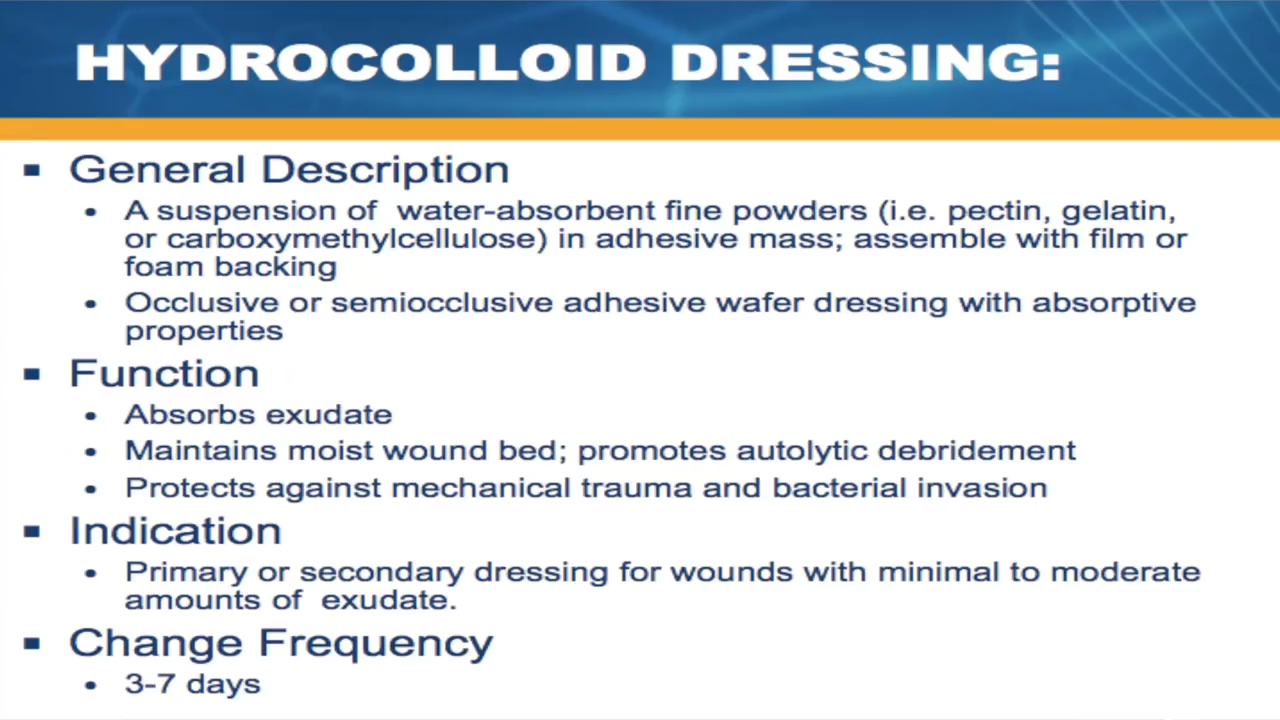 HYDROCOLLOID DRESSING:
▪ General Description
• A suspension of water-absorbent fine powders (i.e. pectin, gelatin,
or carboxymethylcellulose) in adhesive mass; assemble with film or
foam backing
• Occlusive or semiocclusive adhesive wafer dressing with absorptive
properties
▪ Function
• Absorbs exudate
• Maintains moist wound bed; promotes autolytic debridement
• Protects against mechanical trauma and bacterial invasion
▪ Indication
• Primary or secondary dressing for wounds with minimal to moderate
amounts of exudate.
▪ Change Frequency
• 3-7 days